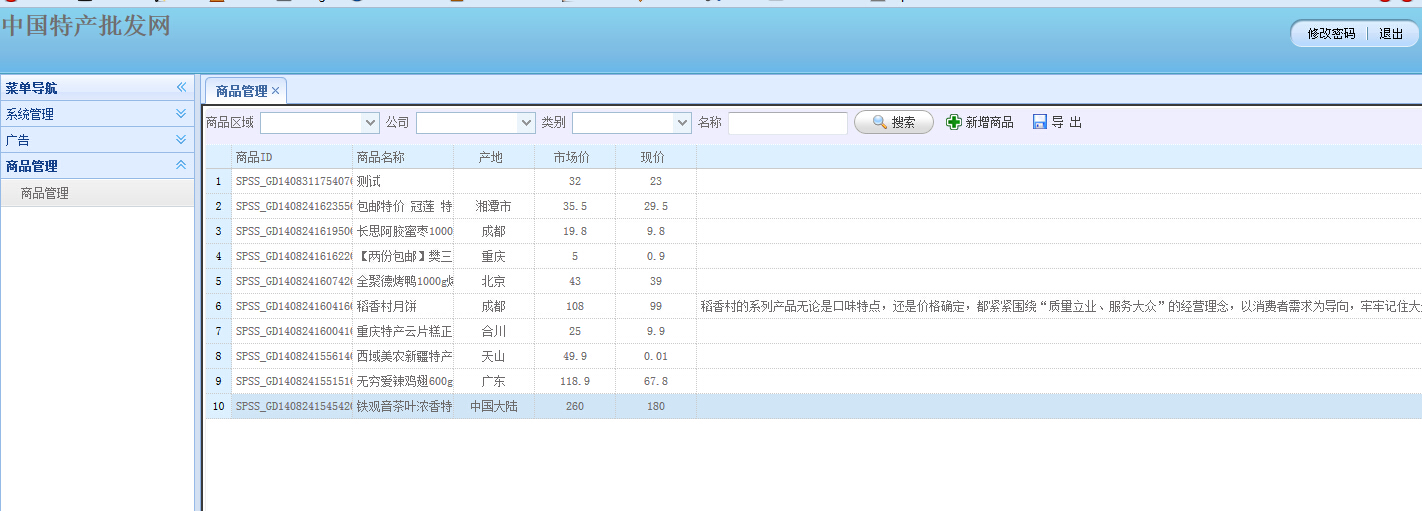 中国特产批发网
修改密码 退出
菜单导航
系统管理
广告
商品管理
商品管理
商品管理
商品区域 公司 类别 名称 搜索 新增商品 导 出
商品ID 商品名称 产地 市场价 现价
1 SPSS_GD140831175407 测试 32 23
2 SPSS_GD140824162355 包邮特价 冠莲 特 湘潭市 35.5 29.5
3 SPSS_GD140824161950 长思阿胶蜜枣1000 成都 19.8 9.8
4 SPSS_GD140824161622 【两份包邮】樊三 重庆 5 0.9
5 SPSS_GD140824160742 全聚德烤鸭1000g 北京 43 39
6 SPSS_GD140824160416 稻香村月饼 成都 108 99 稻香村的系列产品无论是口味特点，还是价格确定，都紧紧围绕“质量立业、服务大众”的经营理念，以消费者需求为导向，牢牢记住大
7 SPSS_GD140824160041 重庆特产云片糕正 合川 25 9.9
8 SPSS_GD140824155614 西域美农新疆特产 天山 49.9 0.01
9 SPSS_GD140824155151 无穷爱辣鸡翅600g 广东 118.9 67.8
10 SPSS_GD140824154542 铁观音茶叶浓香特 中国大陆 260 180